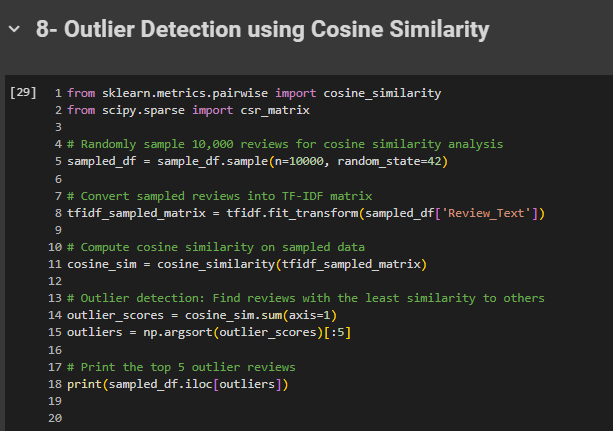 8- Outlier Detection using Cosine Similarity
[29] 1 from sklearn.metrics.pairwise import cosine_similarity
2 from scipy.sparse import csr_matrix
3
4 # Randomly sample 10,000 reviews for cosine similarity analysis
5 sampled_df = sample_df.sample(n=10000, random_state=42)
6
7 # Convert sampled reviews into TF-IDF matrix
8 tfidf_sampled_matrix = tfidf.fit_transform(sampled_df['Review_Text'])
9
10 # Compute cosine similarity on sampled data
11 cosine_sim = cosine_similarity(tfidf_sampled_matrix)
12
13 # Outlier detection: Find reviews with the least similarity to others
14 outlier_scores = cosine_sim.sum(axis=1)
15 outliers = np.argsort(outlier_scores)[:5]
16
17 # Print the top 5 outlier reviews
18 print(sampled_df.iloc[outliers])
19
20